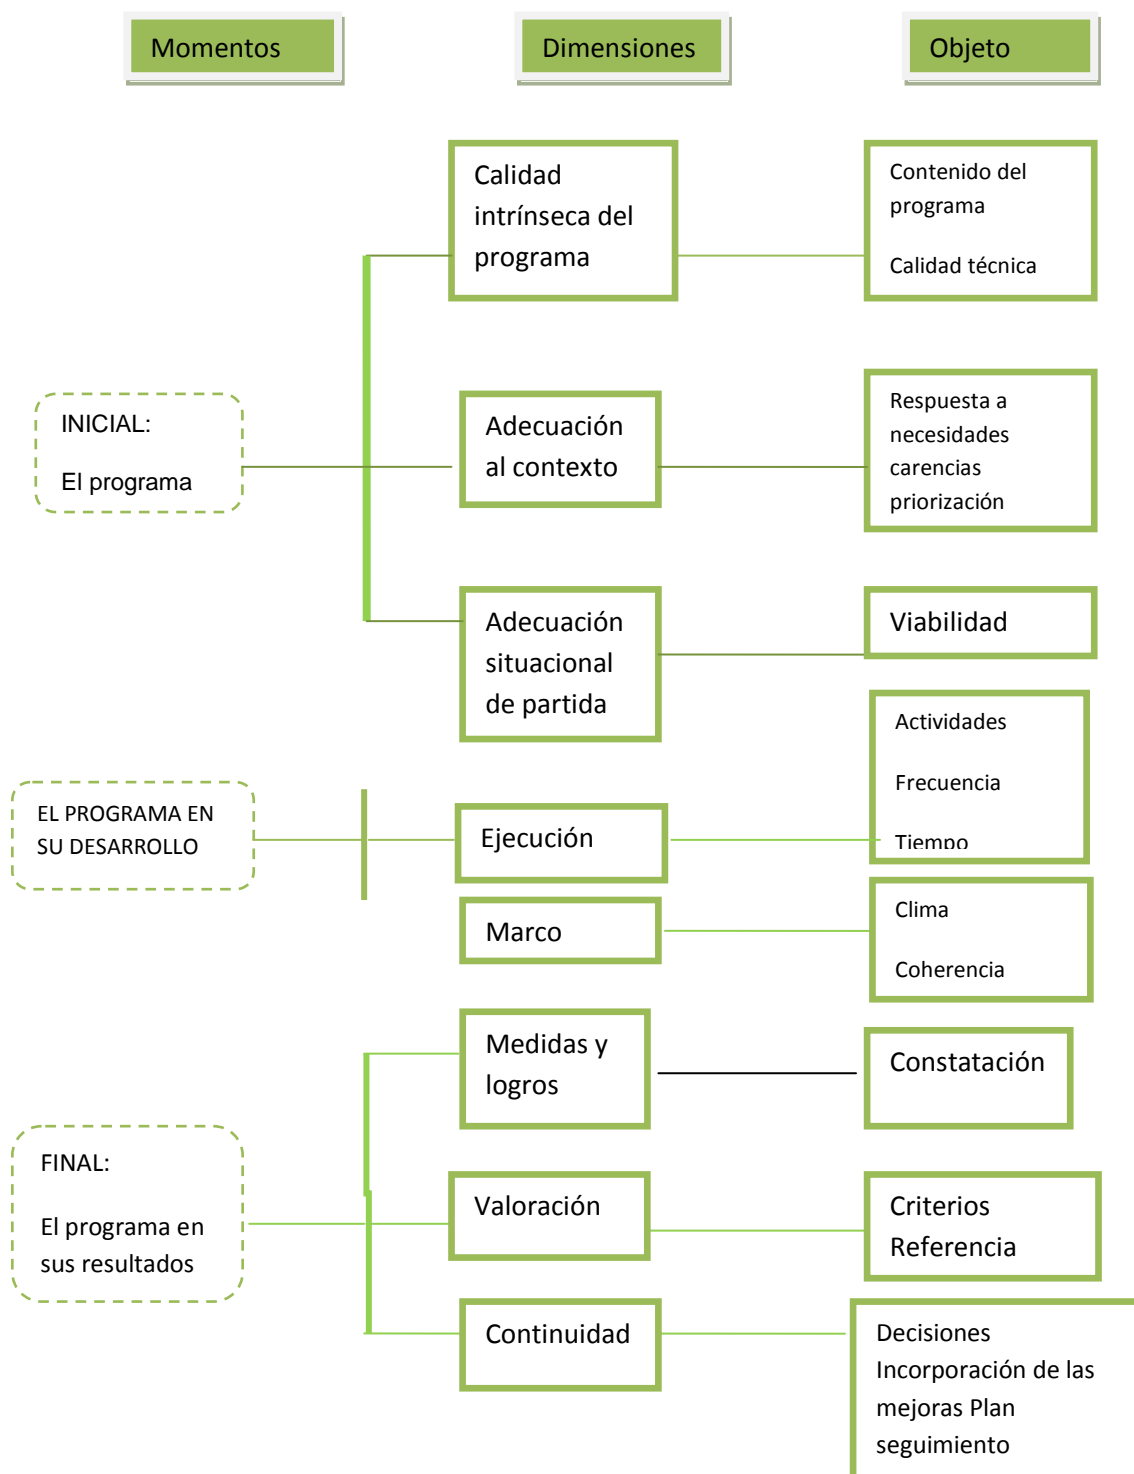 Momentos
Dimensiones
Objeto
Calidad
intrínseca del
programa
Contenido del
programa
Calidad técnica
INICIAL:
El programa
Adecuación
al contexto
Respuesta a
necesidades
carencias
priorización
Adecuación
situacional
de partida
Viabilidad
EL PROGRAMA EN
SU DESARROLLO
Ejecución
Actividades
Frecuencia
Tiempo
Marco
Clima
Coherencia
Medidas y
logros
Constatación
FINAL:
El programa en
sus resultados
Valoración
Criterios
Referencia
Continuidad
Decisiones
Incorporación de las
mejoras Plan
seguimiento